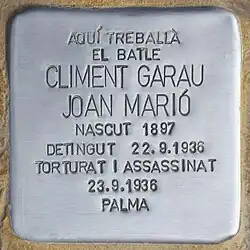 AQUÍ TREBALLÀ
EL BATLE
CLIMENT GARAU
JOAN MARIÓ
NASCUT 1897
DETINGUT 22.9.1936
TORTURAT I ASSASSINAT
23.9.1936
PALMA